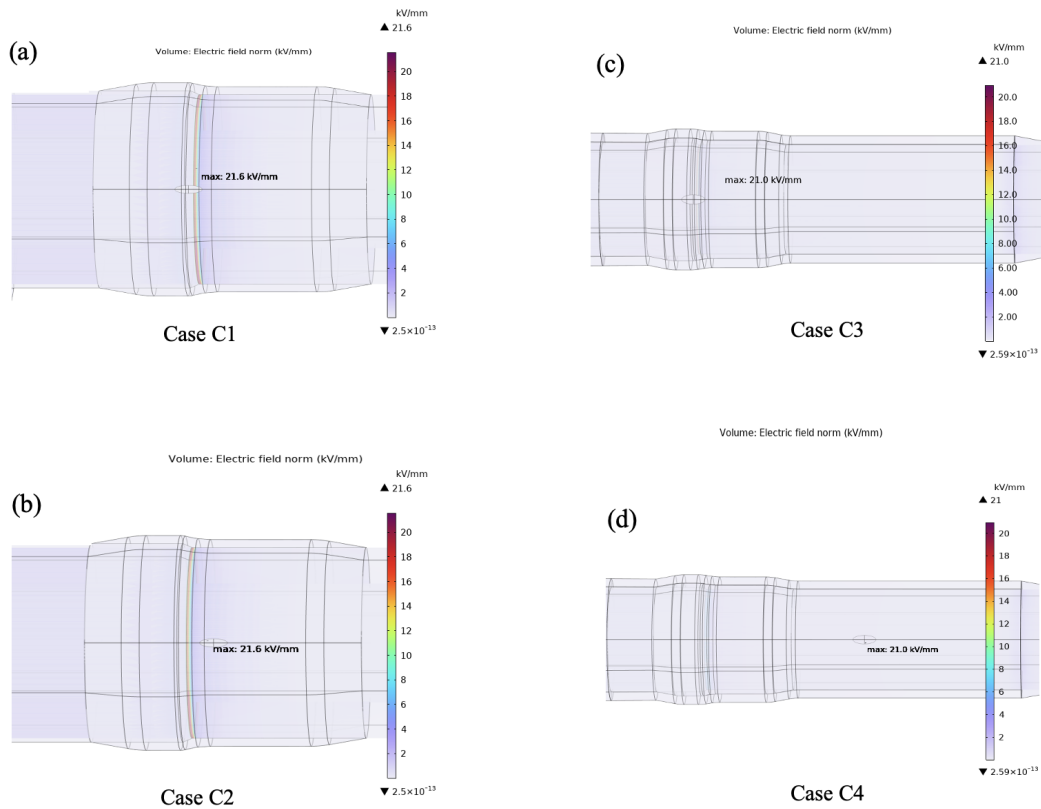 (a)
Volume: Electric field norm (kV/mm)
kV/mm
▲ 21.6
20
18
16
14
12
10
8
6
4
2
▼ 2.5×10⁻¹³
max: 21.6 kV/mm
Case C1
(c)
Volume: Electric field norm (kV/mm)
kV/mm
▲ 21.0
20.0
18.0
16.0
14.0
12.0
10.0
8.00
6.00
4.00
2.00
▼ 2.59×10⁻¹³
max: 21.0 kV/mm
Case C3
(b)
Volume: Electric field norm (kV/mm)
kV/mm
▲ 21.6
20
18
16
14
12
10
8
6
4
2
▼ 2.5×10⁻¹³
max: 21.6 kV/mm
Case C2
(d)
Volume: Electric field norm (kV/mm)
kV/mm
▲ 21
20
18
16
14
12
10
8
6
4
2
▼ 2.59×10⁻¹³
max: 21.0 kV/mm
Case C4